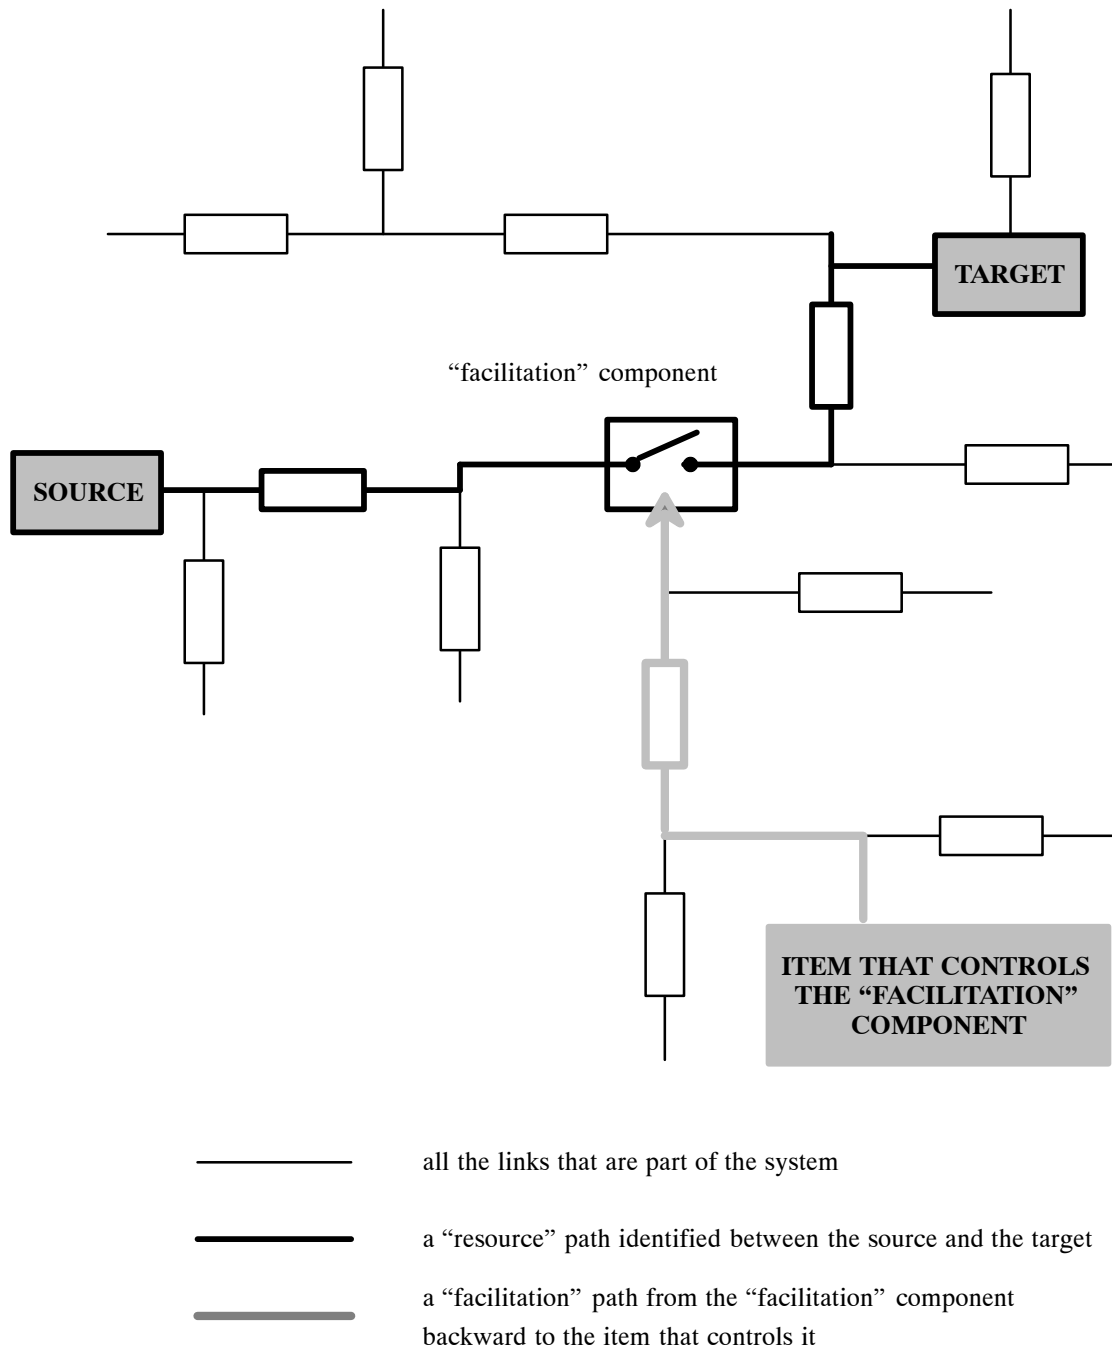 TARGET
“facilitation” component
SOURCE
ITEM THAT CONTROLS
THE “FACILITATION”
COMPONENT
all the links that are part of the system
a “resource” path identified between the source and the target
a “facilitation” path from the “facilitation” component
backward to the item that controls it